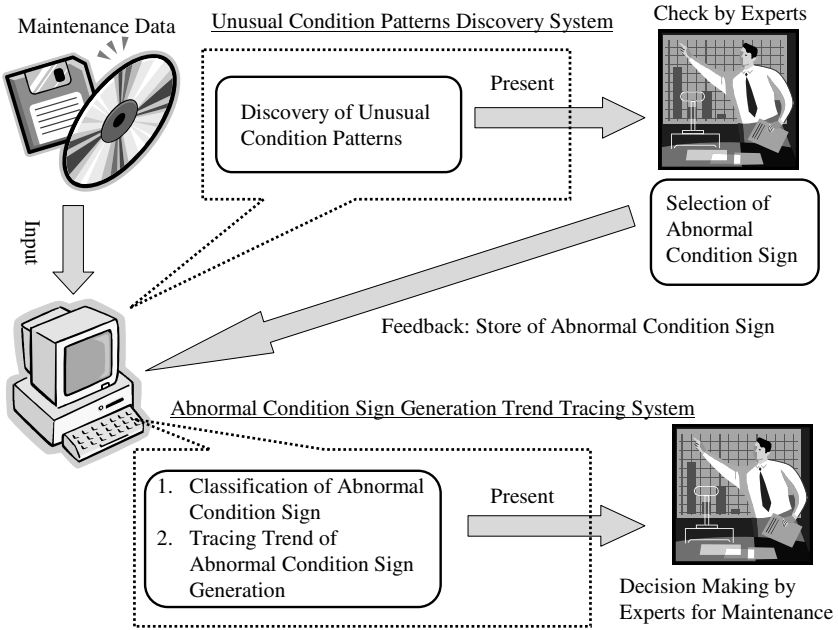 Unusual Condition Patterns Discovery System
Maintenance Data
Check by Experts
Discovery of Unusual
Condition Patterns
Present
Selection of
Abnormal
Condition Sign
Input
Feedback: Store of Abnormal Condition Sign
Abnormal Condition Sign Generation Trend Tracing System
1. Classification of Abnormal
Condition Sign
2. Tracing Trend of
Abnormal Condition Sign
Generation
Present
Decision Making by
Experts for Maintenance